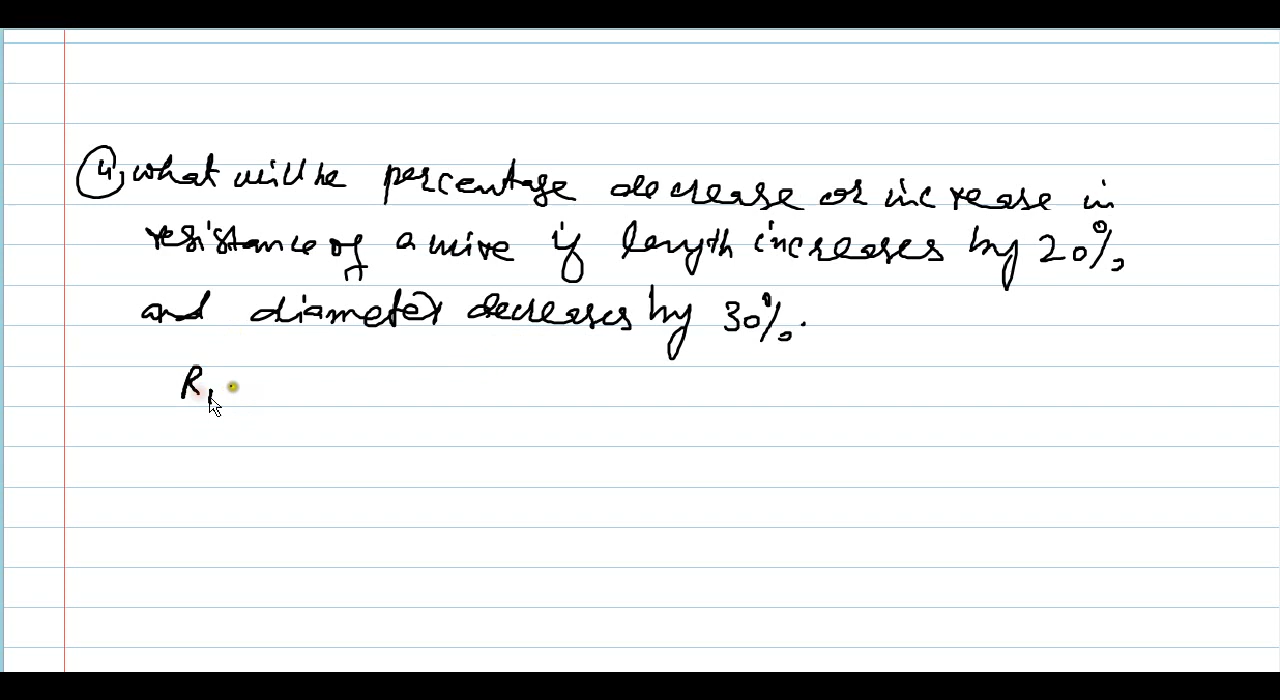 4, what will be percentage decrease or increase in
resistance of a wire if length increases by 20%,
and diameter decreases by 30%.
R,